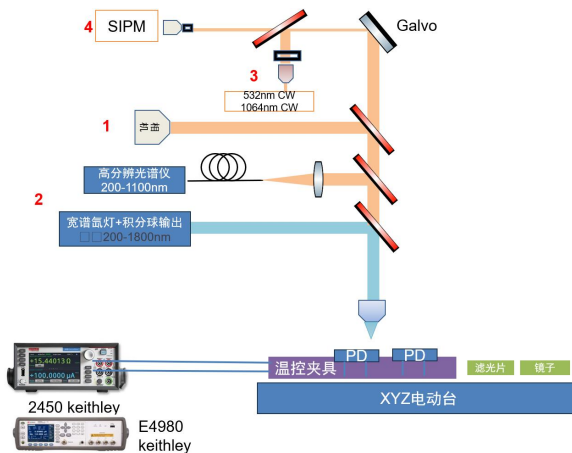 4
SIPM
Galvo
3
532nm CW
1064nm CW
1
相机
高分辨光谱仪
200-1100nm
2
宽谱氙灯+积分球输出
□□200-1800nm
+15.44013 Ω
+100.0000 µA
PD
PD
温控夹具
滤光片
镜子
XYZ电动台
2450 keithley
E4980
keithley